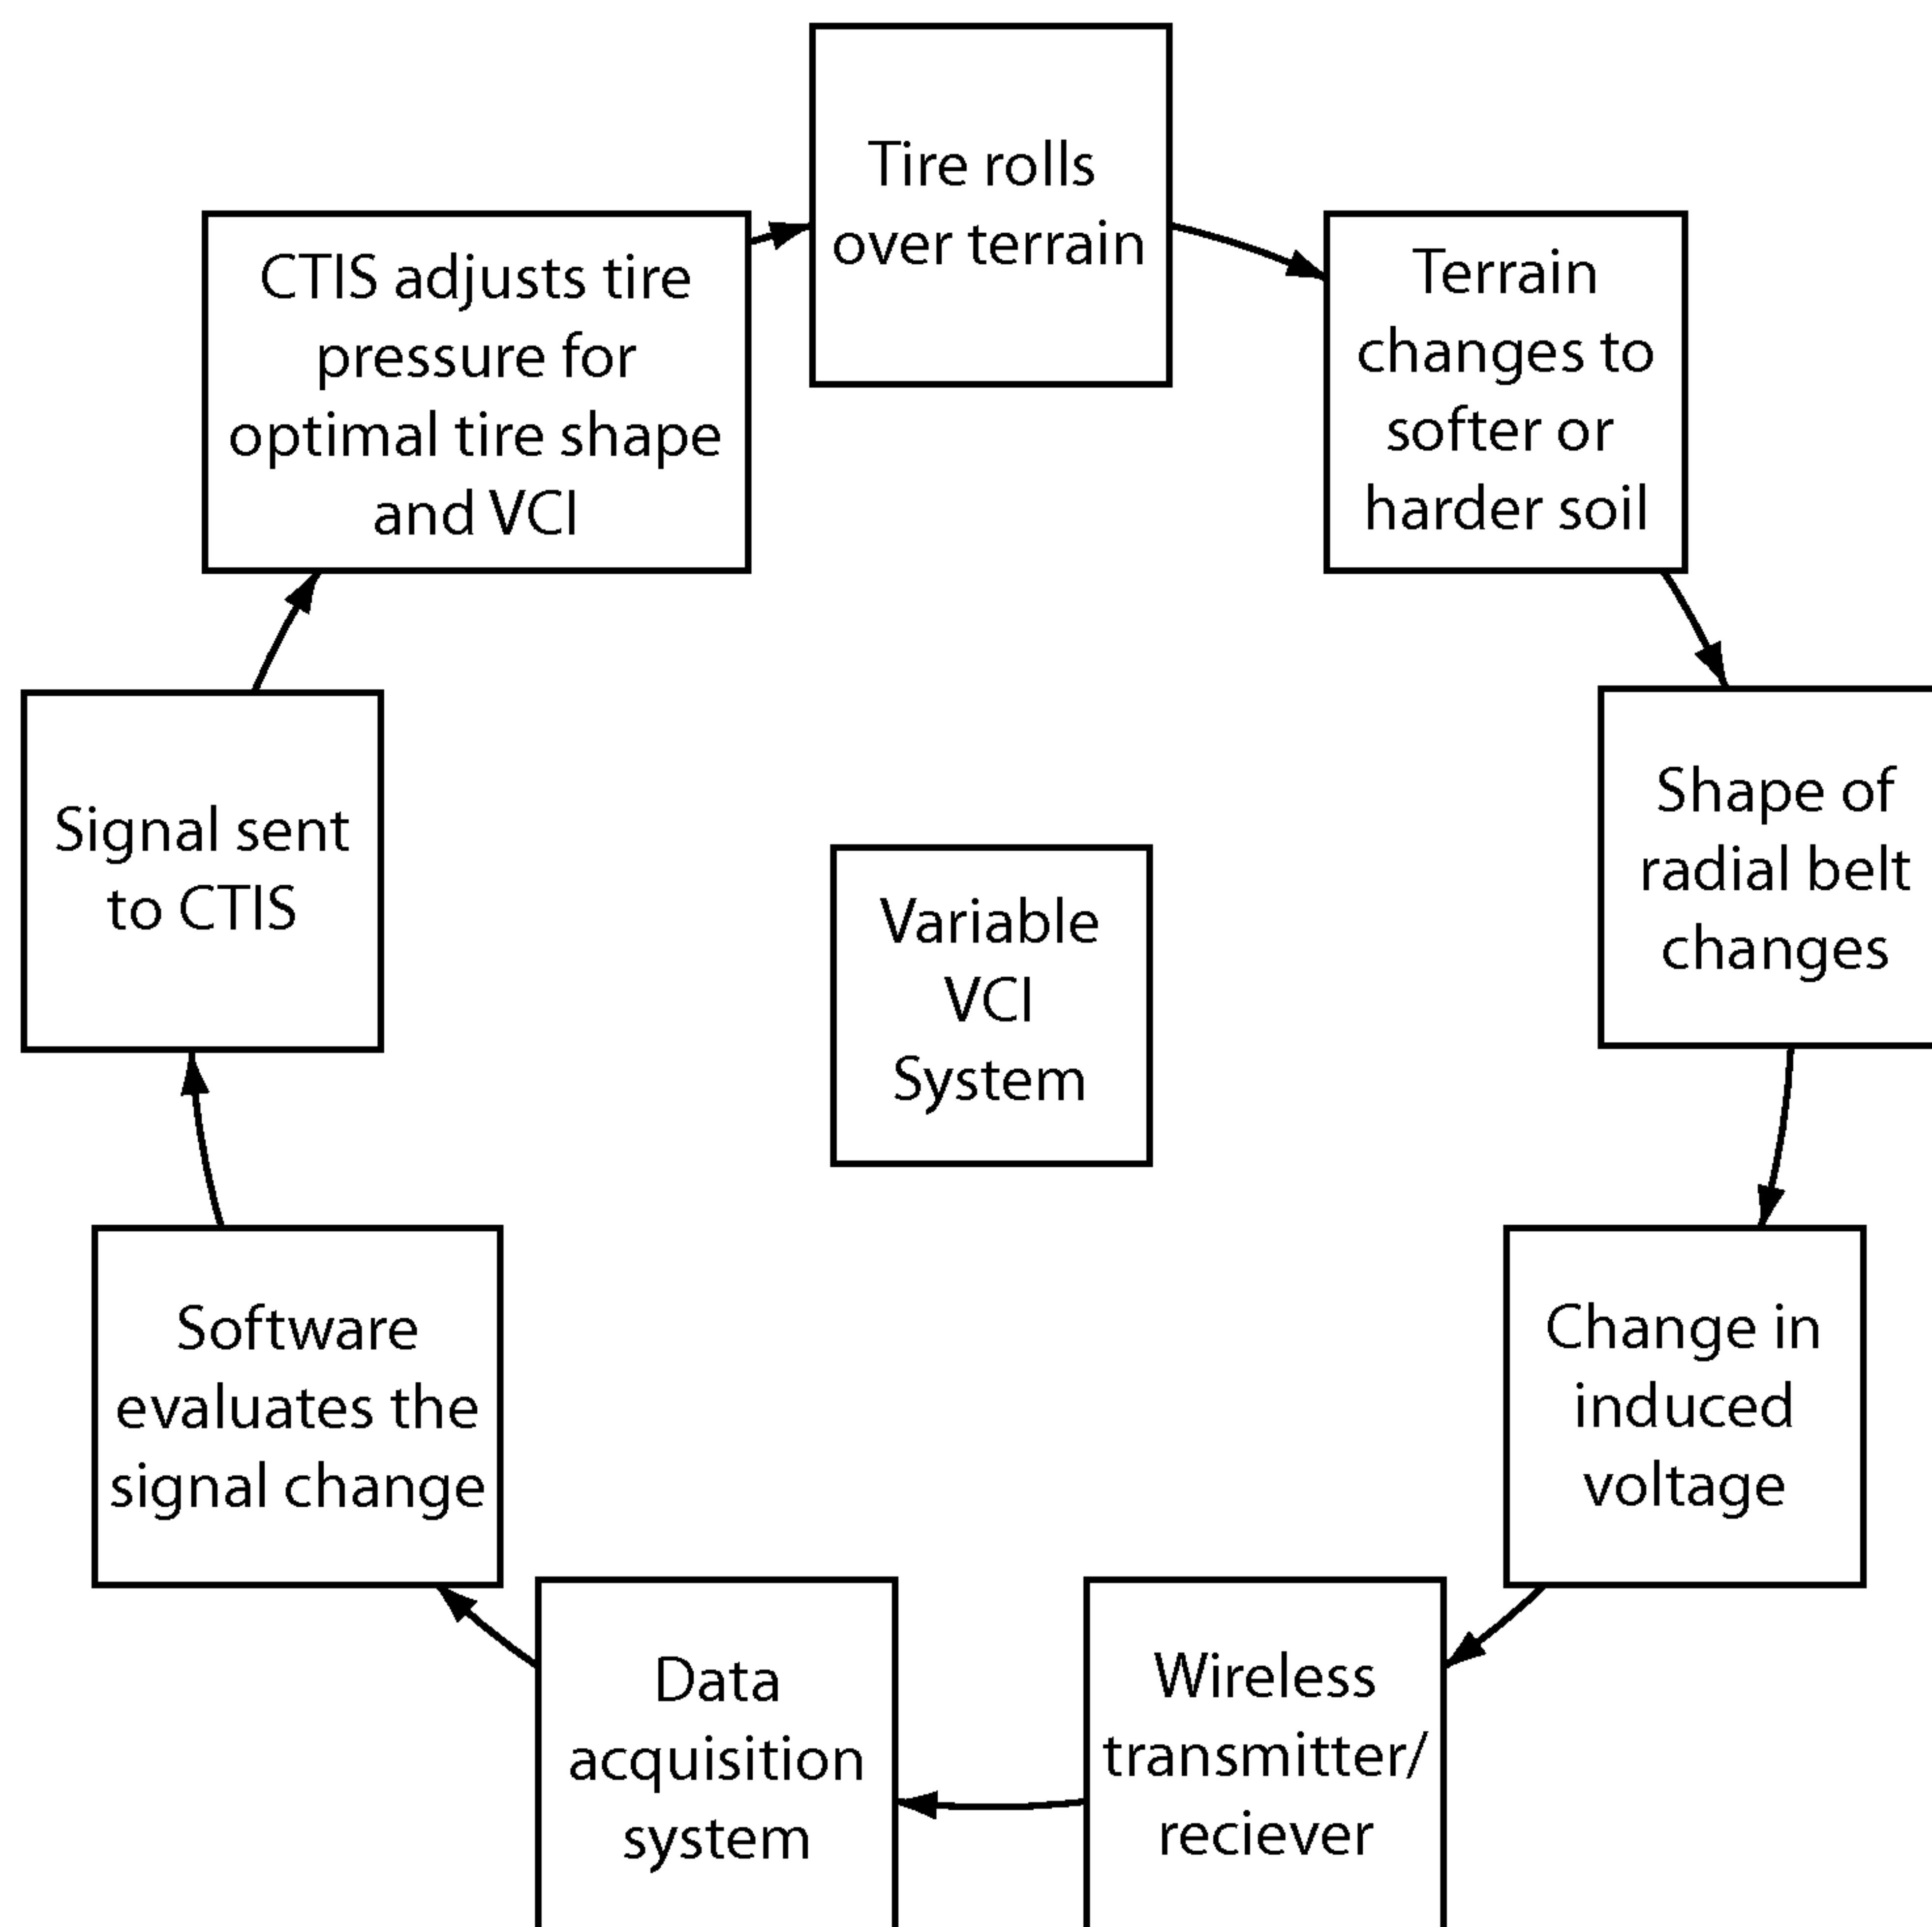 Tire rolls
over terrain
Terrain
changes to
softer or
harder soil
Shape of
radial belt
changes
Change in
induced
voltage
Wireless
transmitter/
reciever
Data
acquisition
system
Software
evaluates the
signal change
Signal sent
to CTIS
CTIS adjusts tire
pressure for
optimal tire shape
and VCI
Variable
VCI
System